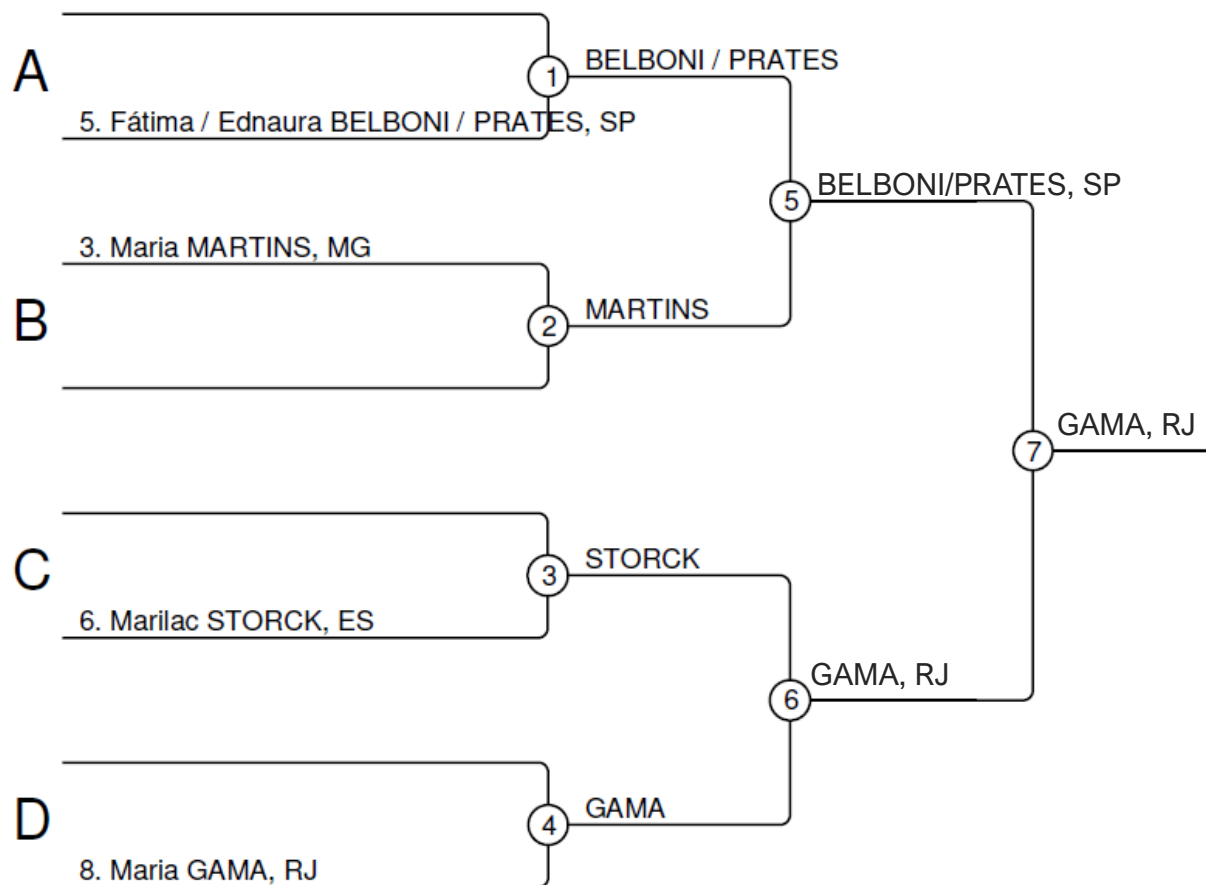 A
1
BELBONI / PRATES
5. Fátima / Ednaura BELBONI / PRATES, SP
5
BELBONI/PRATES, SP
3. Maria MARTINS, MG
B
2
MARTINS
7
GAMA, RJ
C
3
STORCK
6. Marilac STORCK, ES
6
GAMA, RJ
D
4
GAMA
8. Maria GAMA, RJ